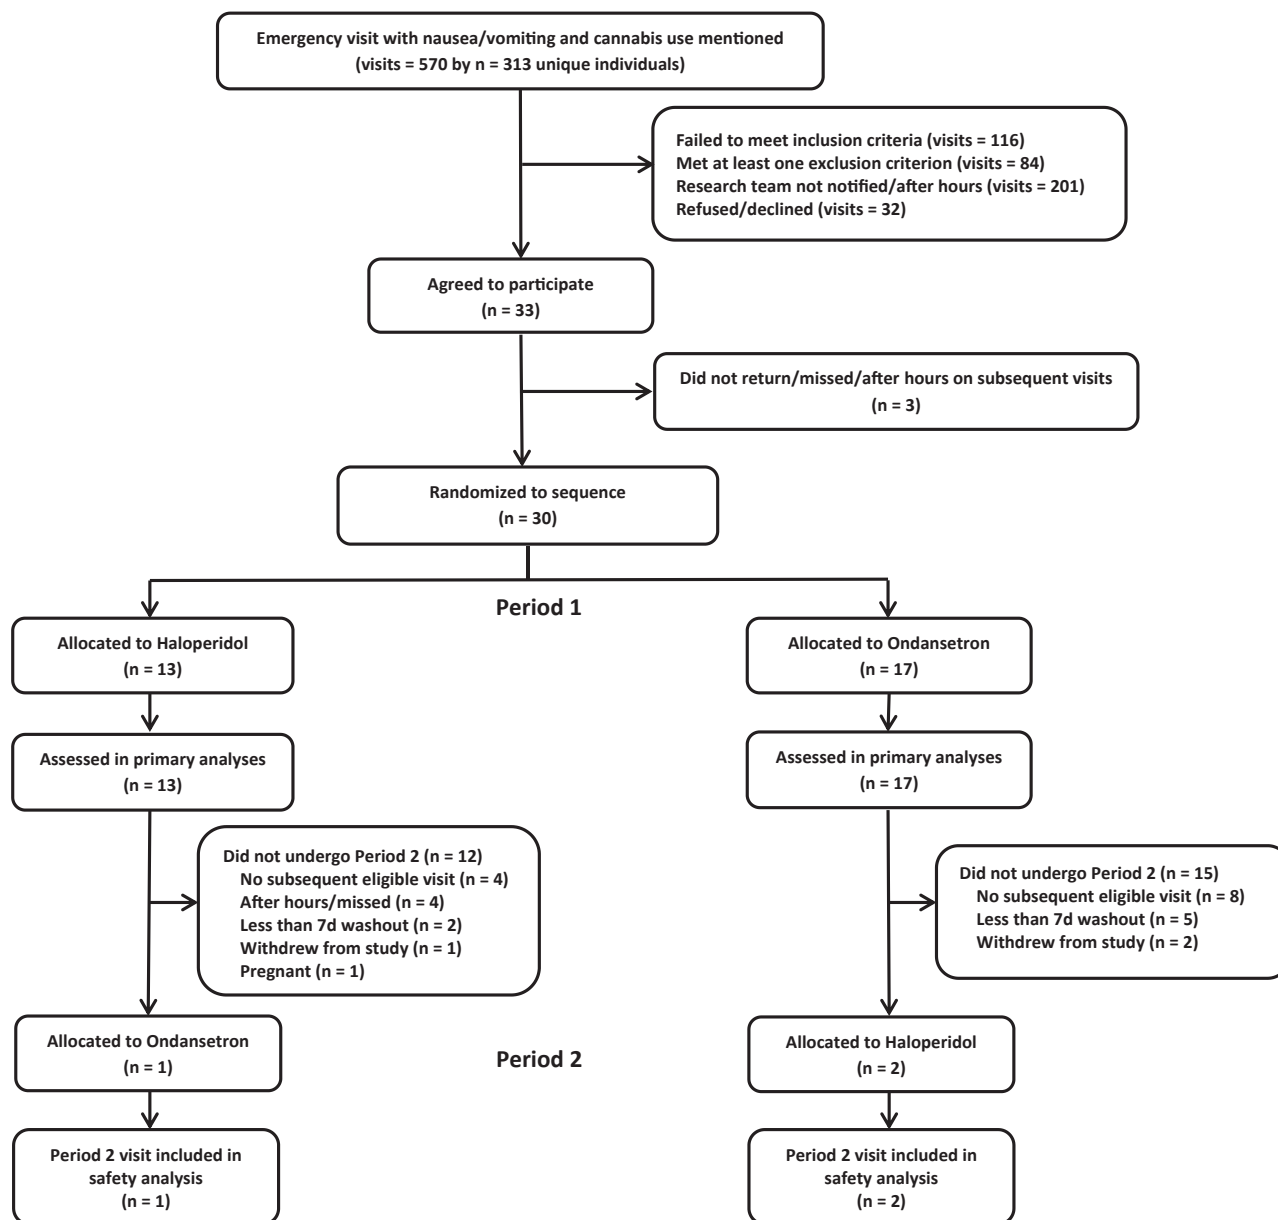 Emergency visit with nausea/vomiting and cannabis use mentioned
(visits = 570 by n = 313 unique individuals)
Failed to meet inclusion criteria (visits = 116)
Met at least one exclusion criterion (visits = 84)
Research team not notified/after hours (visits = 201)
Refused/declined (visits = 32)
Agreed to participate
(n = 33)
Did not return/missed/after hours on subsequent visits
(n = 3)
Randomized to sequence
(n = 30)
Period 1
Allocated to Haloperidol
(n = 13)
Allocated to Ondansetron
(n = 17)
Assessed in primary analyses
(n = 13)
Assessed in primary analyses
(n = 17)
Did not undergo Period 2 (n = 12)
No subsequent eligible visit (n = 4)
After hours/missed (n = 4)
Less than 7d washout (n = 2)
Withdrew from study (n = 1)
Pregnant (n = 1)
Did not undergo Period 2 (n = 15)
No subsequent eligible visit (n = 8)
Less than 7d washout (n = 5)
Withdrew from study (n = 2)
Allocated to Ondansetron
(n = 1)
Period 2
Allocated to Haloperidol
(n = 2)
Period 2 visit included in
safety analysis
(n = 1)
Period 2 visit included in
safety analysis
(n = 2)